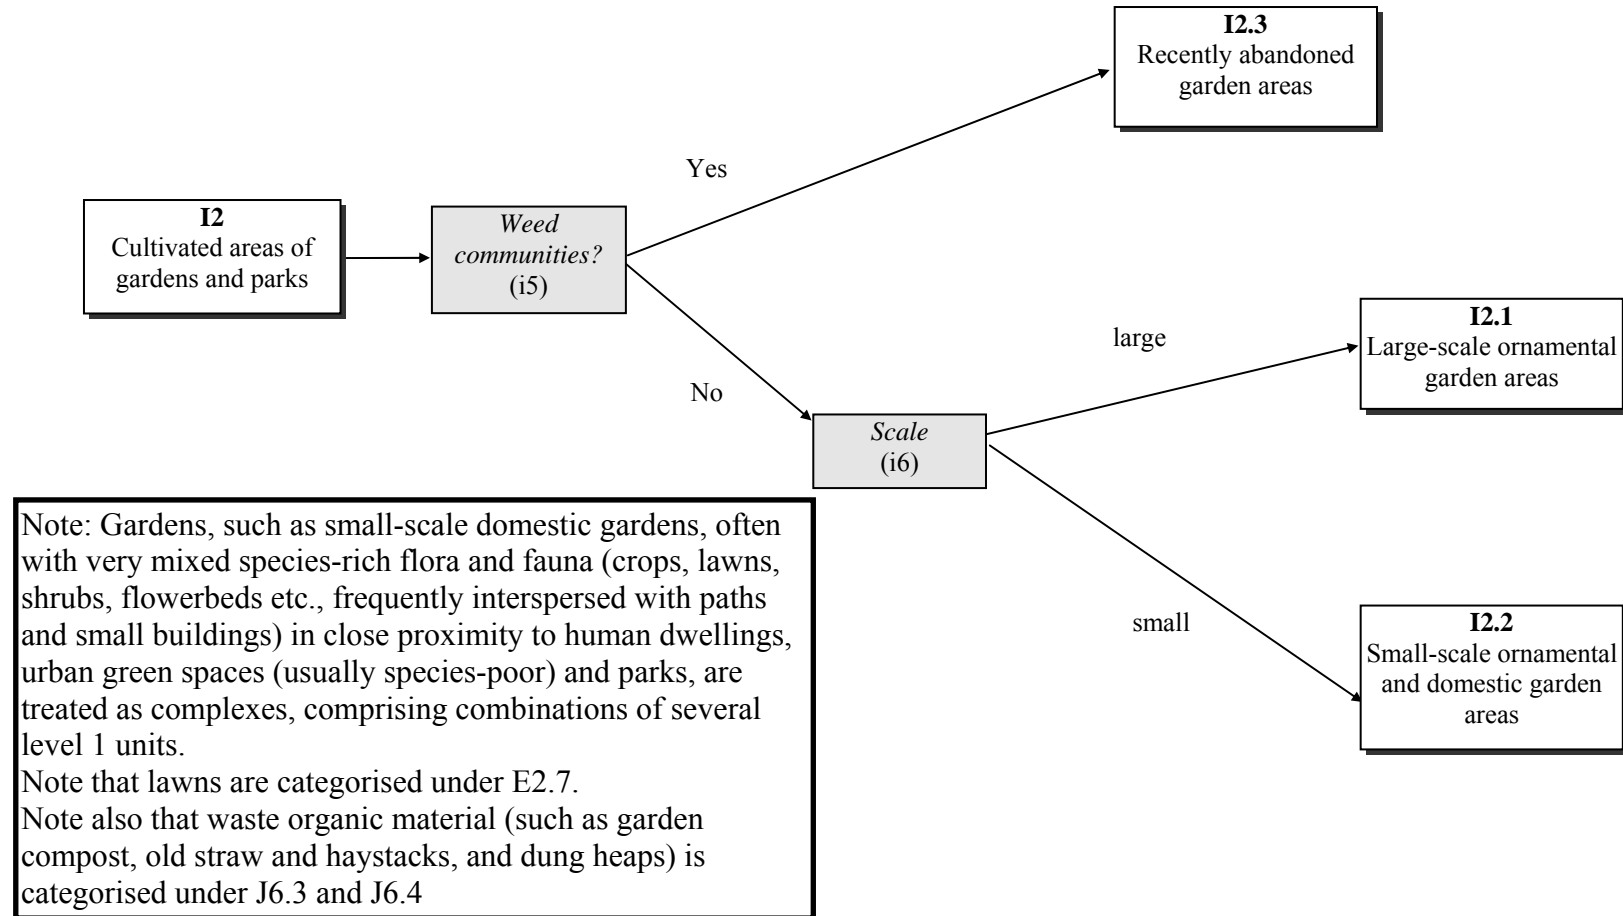 I2.3
Recently abandoned
garden areas
Yes
I2
Cultivated areas of
gardens and parks
Weed
communities?
(i5)
I2.1
Large-scale ornamental
garden areas
large
No
Scale
(i6)
small
I2.2
Small-scale ornamental
and domestic garden
areas
Note: Gardens, such as small-scale domestic gardens, often
with very mixed species-rich flora and fauna (crops, lawns,
shrubs, flowerbeds etc., frequently interspersed with paths
and small buildings) in close proximity to human dwellings,
urban green spaces (usually species-poor) and parks, are
treated as complexes, comprising combinations of several
level 1 units.
Note that lawns are categorised under E2.7.
Note also that waste organic material (such as garden
compost, old straw and haystacks, and dung heaps) is
categorised under J6.3 and J6.4